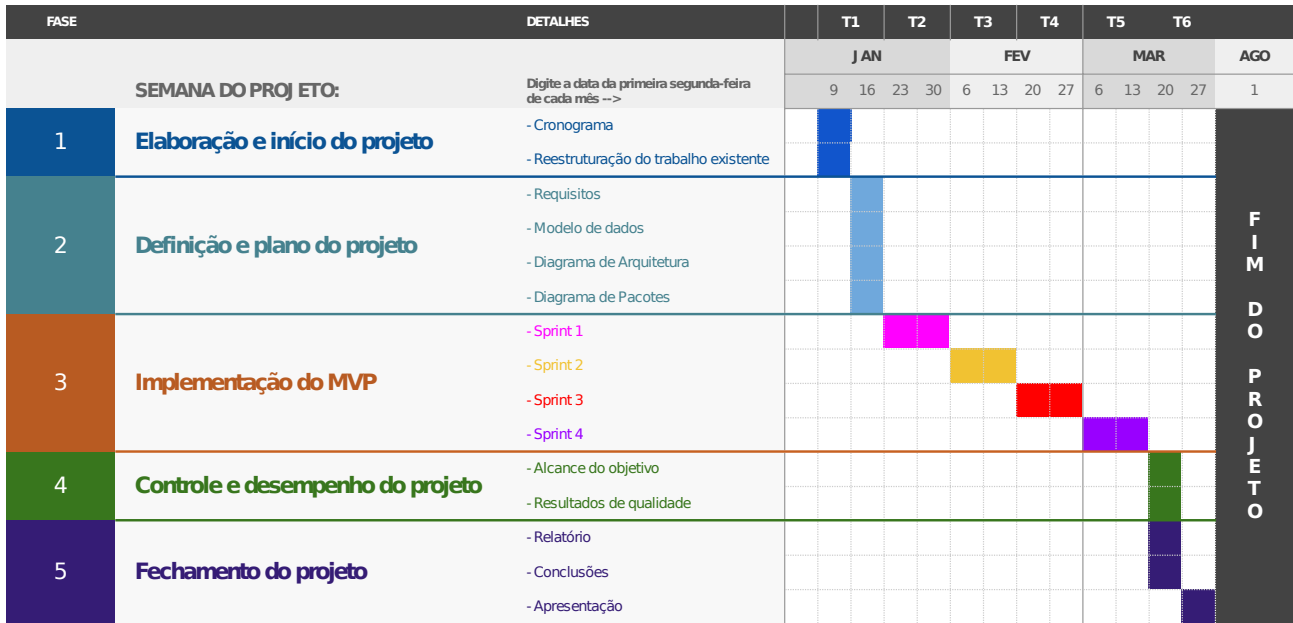 FASE DETALHES T1 T2 T3 T4 T5 T6
JAN FEV MAR AGO
SEMANA DO PROJETO: Digite a data da primeira segunda-feira
de cada mês -->
9 16 23 30 6 13 20 27 6 13 20 27 1
1 Elaboração e início do projeto
- Cronograma
- Reestruturação do trabalho existente
2 Definição e plano do projeto
- Requisitos
- Modelo de dados
- Diagrama de Arquitetura
- Diagrama de Pacotes
3 Implementação do MVP
- Sprint 1
- Sprint 2
- Sprint 3
- Sprint 4
4 Controle e desempenho do projeto
- Alcance do objetivo
- Resultados de qualidade
5 Fechamento do projeto
- Relatório
- Conclusões
- Apresentação
FIM DO PROJETO